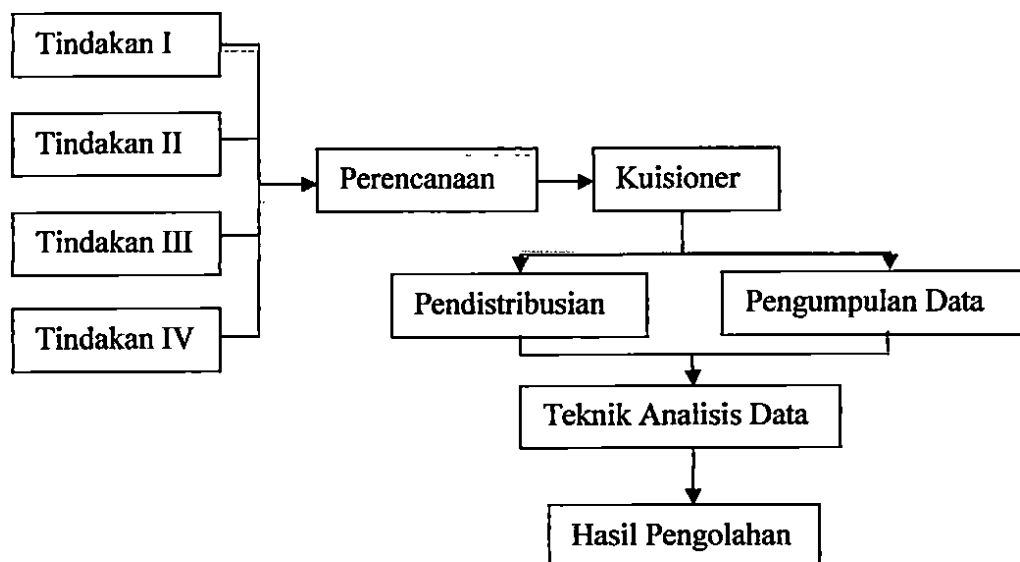 Tindakan I
Tindakan II
Tindakan III
Tindakan IV
Perencanaan
Kuisioner
Pendistribusian
Pengumpulan Data
Teknik Analisis Data
Hasil Pengolahan